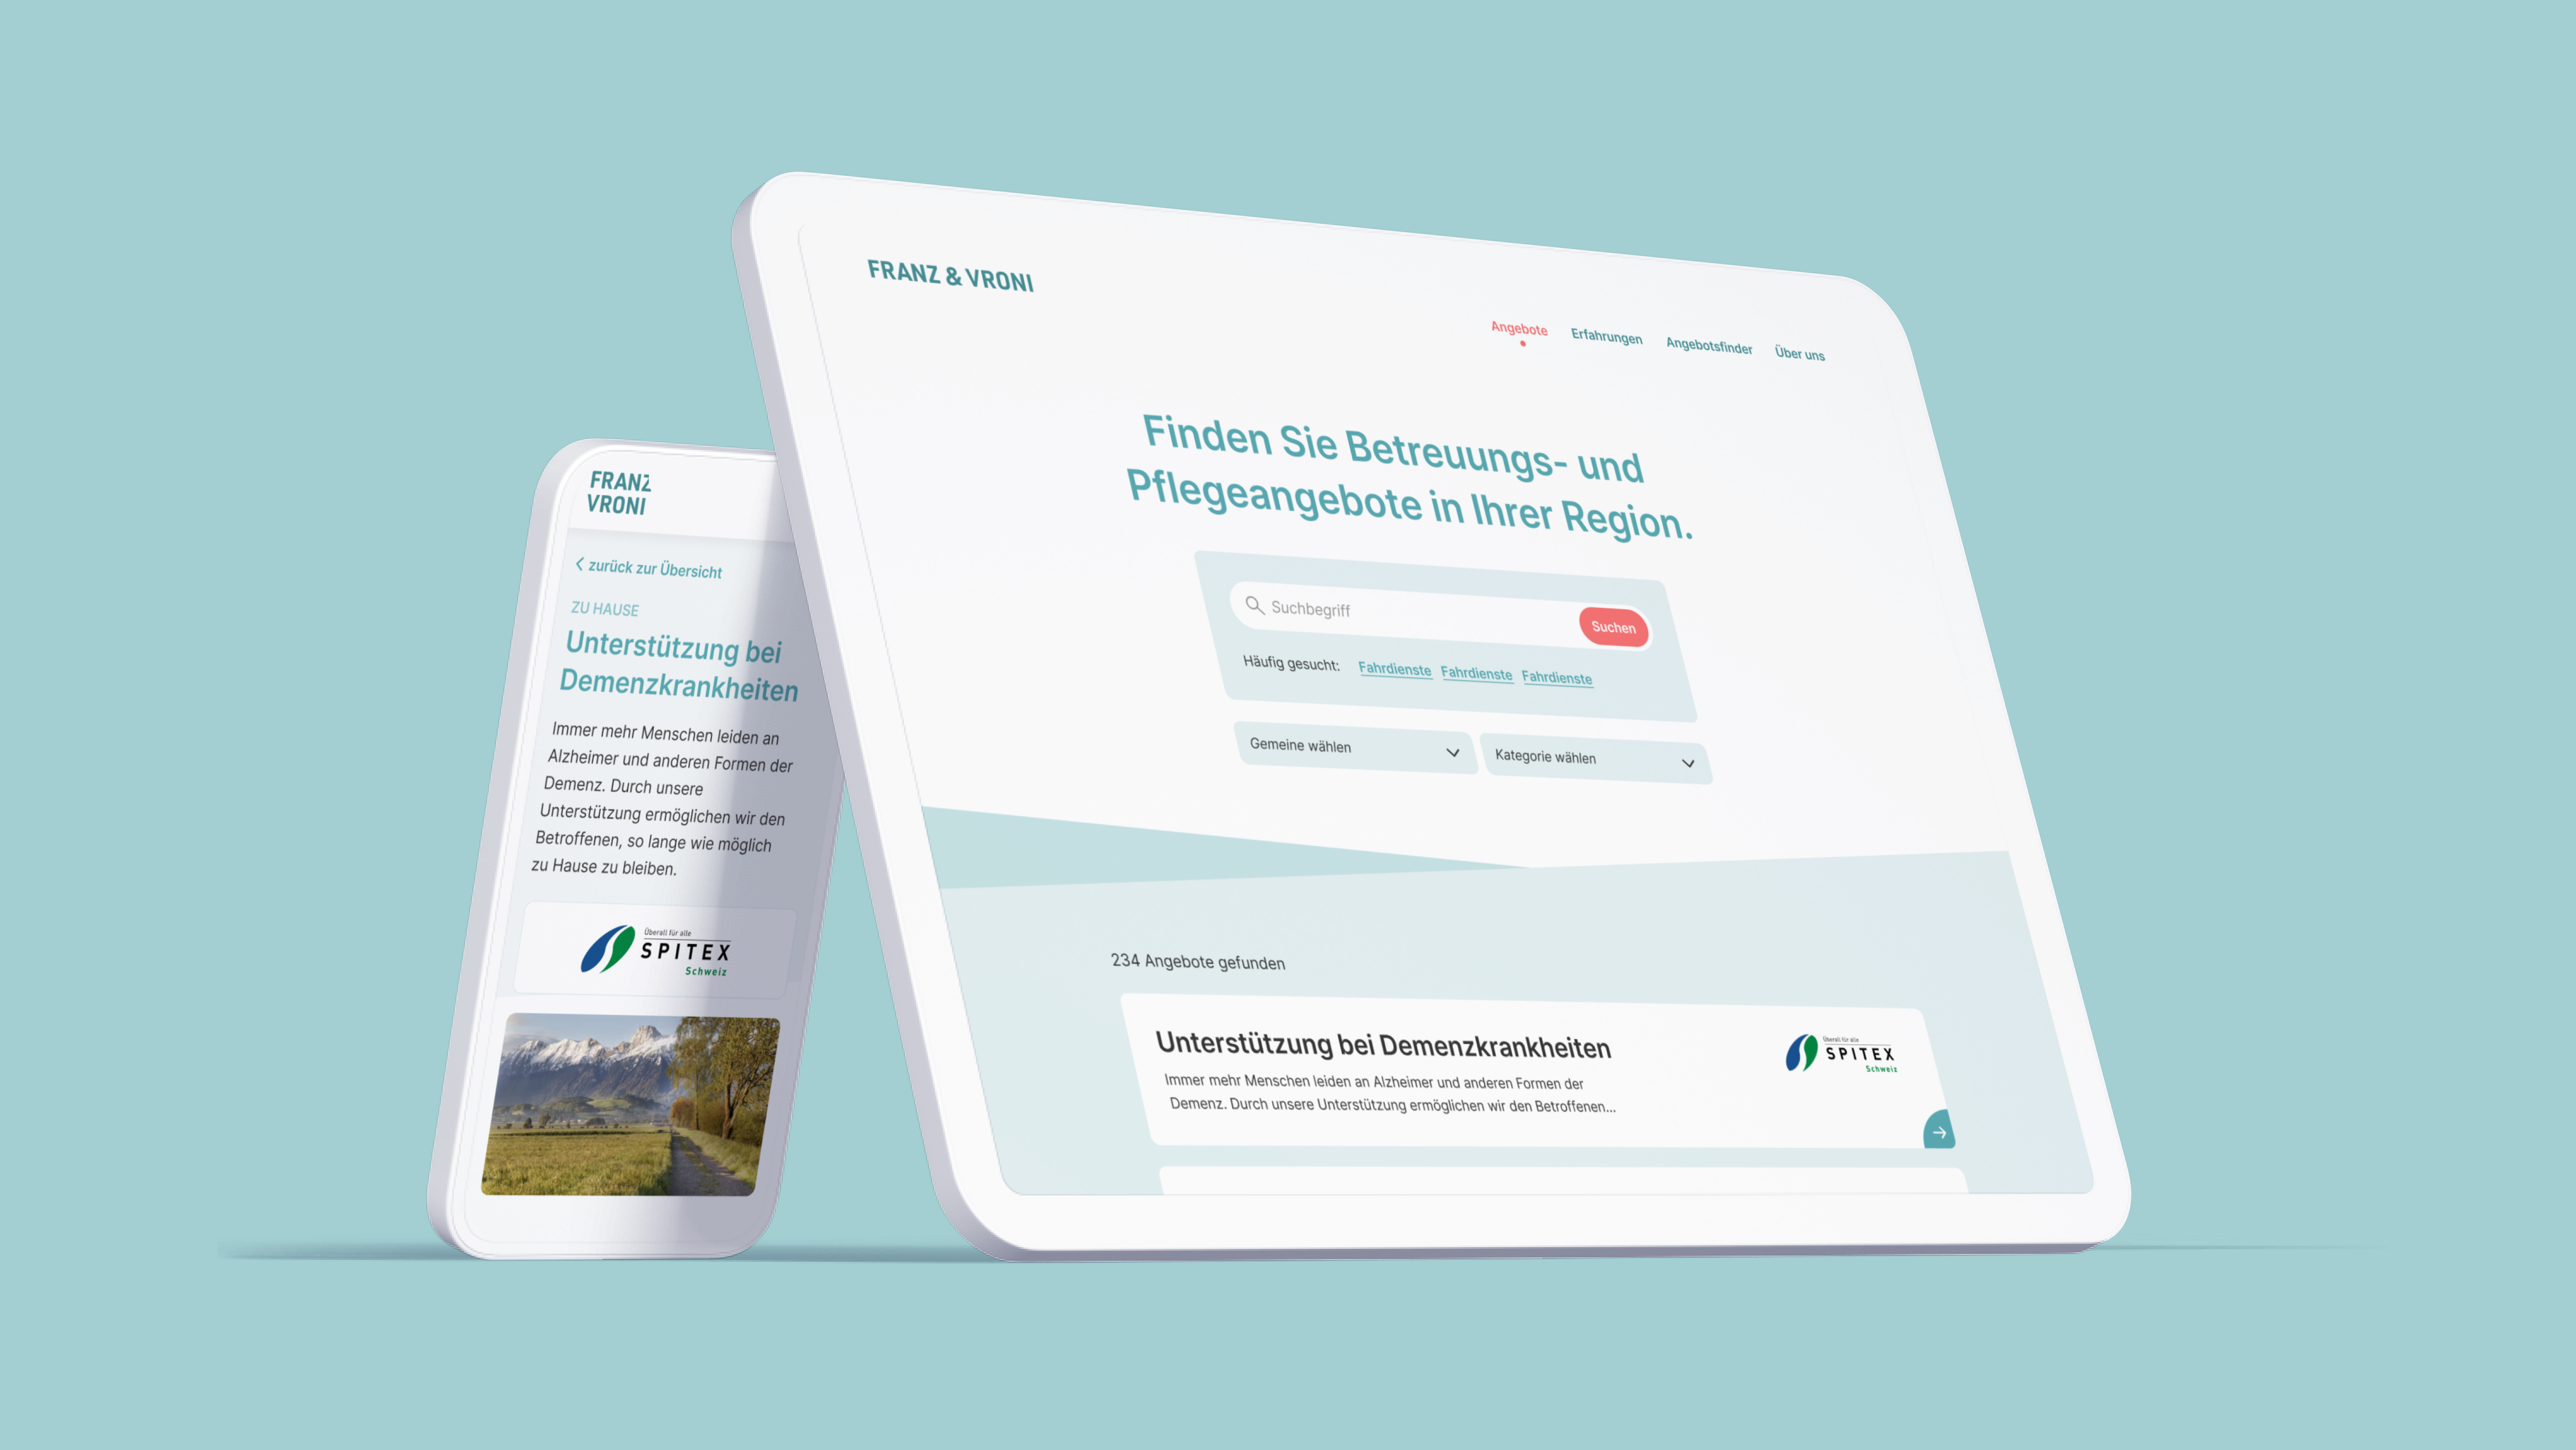 FRANZ
VRONI
zurück zur Übersicht
ZU HAUSE
Unterstützung bei
Demenzkrankheiten
Immer mehr Menschen leiden an
Alzheimer und anderen Formen der
Demenz. Durch unsere
Unterstützung ermöglichen wir den
Betroffenen, so lange wie möglich
zu Hause zu bleiben.
Überall für alle
SPITEX
Schweiz
FRANZ & VRONI
Angebote Erfahrungen Angebotsfinder Über uns
Finden Sie Betreuungs- und
Pflegeangebote in Ihrer Region.
Suchbegriff Suchen
Häufig gesucht: Fahrdienste Fahrdienste Fahrdienste
Gemeine wählen Kategorie wählen
234 Angebote gefunden
Unterstützung bei Demenzkrankheiten
Immer mehr Menschen leiden an Alzheimer und anderen Formen der
Demenz. Durch unsere Unterstützung ermöglichen wir den Betroffenen...
Überall für alle
SPITEX
Schweiz